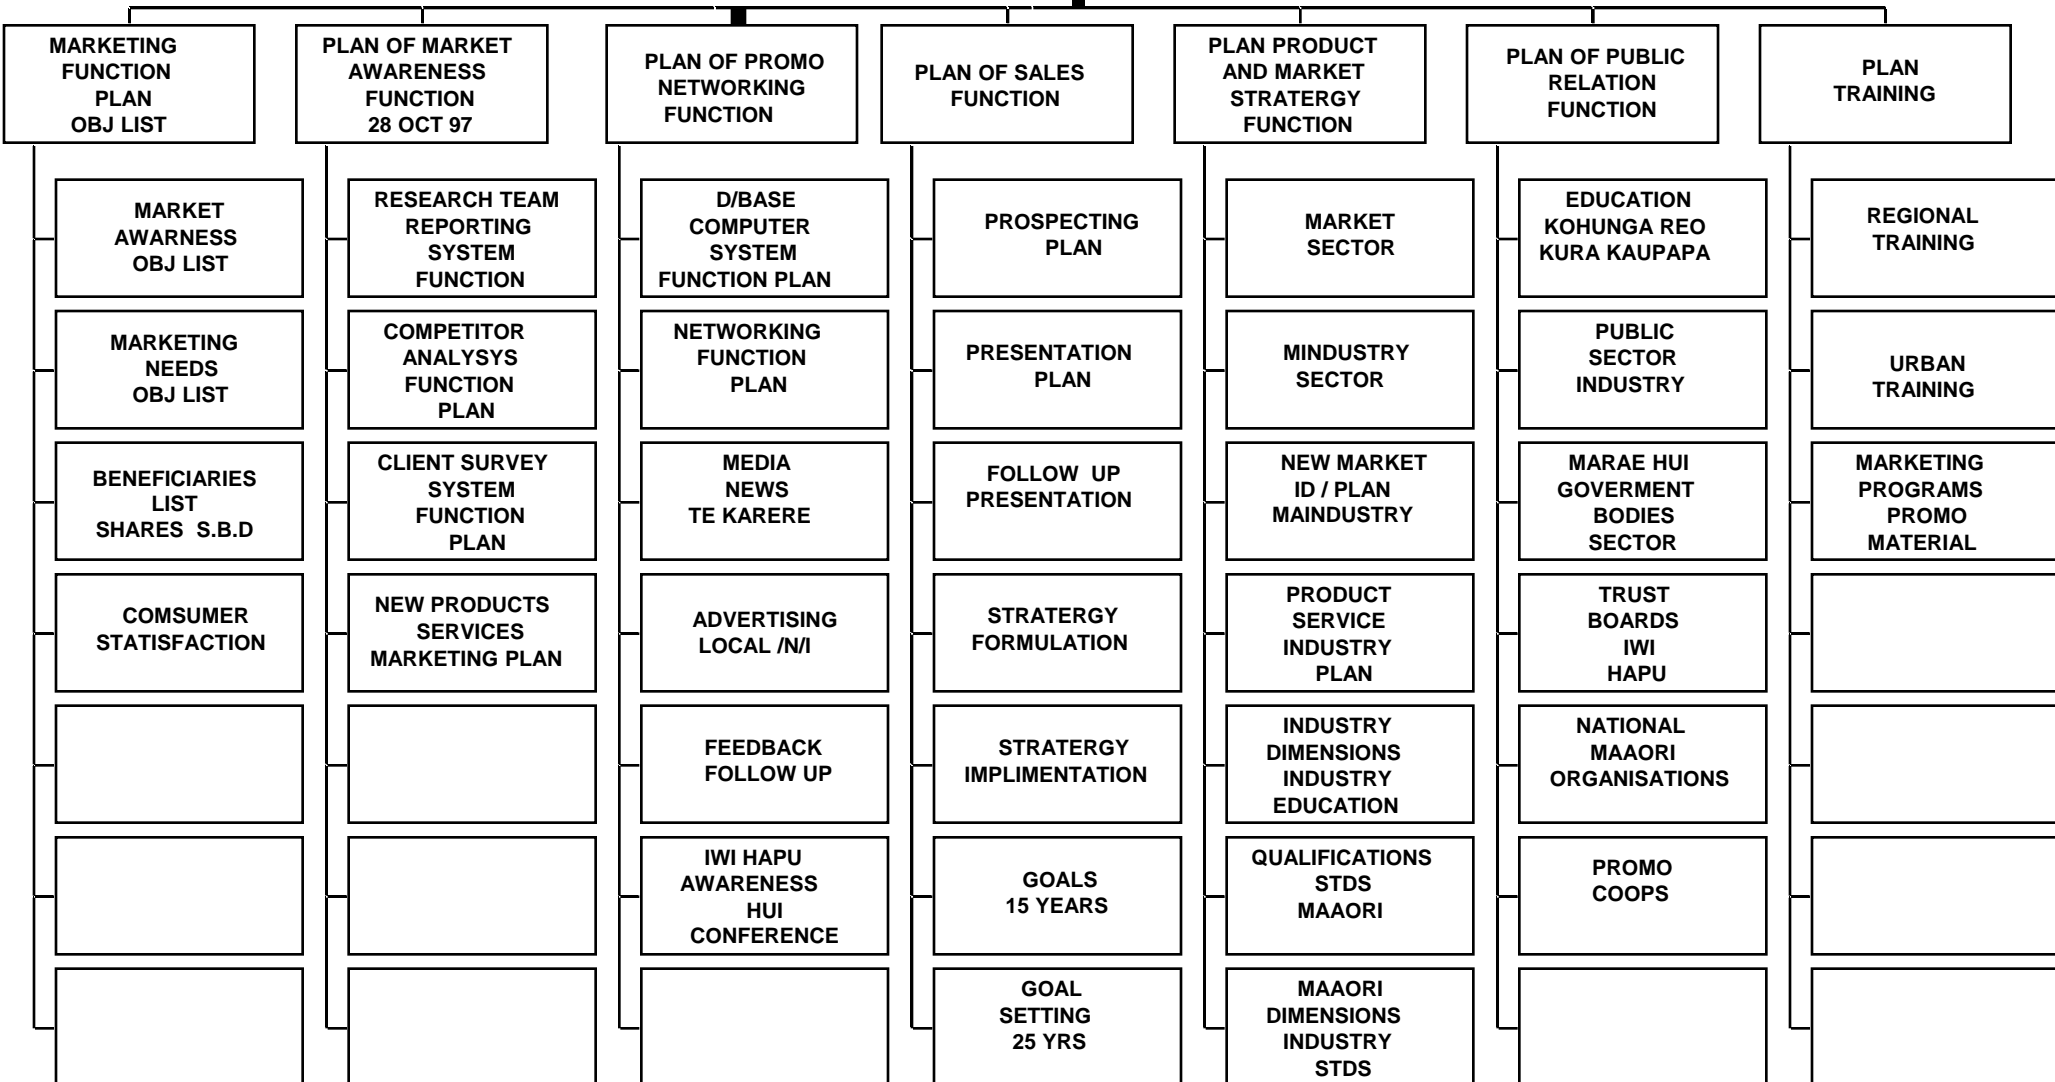 MARKETING
FUNCTION
PLAN
OBJ LIST
MARKET
AWARNESS
OBJ LIST
MARKETING
NEEDS
OBJ LIST
BENEFICIARIES
LIST
SHARES S.B.D
COMSUMER
STATISFACTION
PLAN OF MARKET
AWARENESS
FUNCTION
28 OCT 97
RESEARCH TEAM
REPORTING
SYSTEM
FUNCTION
COMPETITOR
ANALYSYS
FUNCTION
PLAN
CLIENT SURVEY
SYSTEM
FUNCTION
PLAN
NEW PRODUCTS
SERVICES
MARKETING PLAN
PLAN OF PROMO
NETWORKING
FUNCTION
D/BASE
COMPUTER
SYSTEM
FUNCTION PLAN
NETWORKING
FUNCTION
PLAN
MEDIA
NEWS
TE KARERE
ADVERTISING
LOCAL /N/I
FEEDBACK
FOLLOW UP
IWI HAPU
AWARENESS
HUI
CONFERENCE
PLAN OF SALES
FUNCTION
PROSPECTING
PLAN
PRESENTATION
PLAN
FOLLOW UP
PRESENTATION
STRATERGY
FORMULATION
STRATERGY
IMPLIMENTATION
GOALS
15 YEARS
GOAL
SETTING
25 YRS
PLAN PRODUCT
AND MARKET
STRATERGY
FUNCTION
MARKET
SECTOR
MINDUSTRY
SECTOR
NEW MARKET
ID / PLAN
MAINDUSTRY
PRODUCT
SERVICE
INDUSTRY
PLAN
INDUSTRY
DIMENSIONS
INDUSTRY
EDUCATION
QUALIFICATIONS
STDS
MAAORI
MAAORI
DIMENSIONS
INDUSTRY
STDS
PLAN OF PUBLIC
RELATION
FUNCTION
EDUCATION
KOHUNGA REO
KURA KAUPAPA
PUBLIC
SECTOR
INDUSTRY
MARAE HUI
GOVERMENT
BODIES
SECTOR
TRUST
BOARDS
IWI
HAPU
NATIONAL
MAAORI
ORGANISATIONS
PROMO
COOPS
PLAN
TRAINING
REGIONAL
TRAINING
URBAN
TRAINING
MARKETING
PROGRAMS
PROMO
MATERIAL